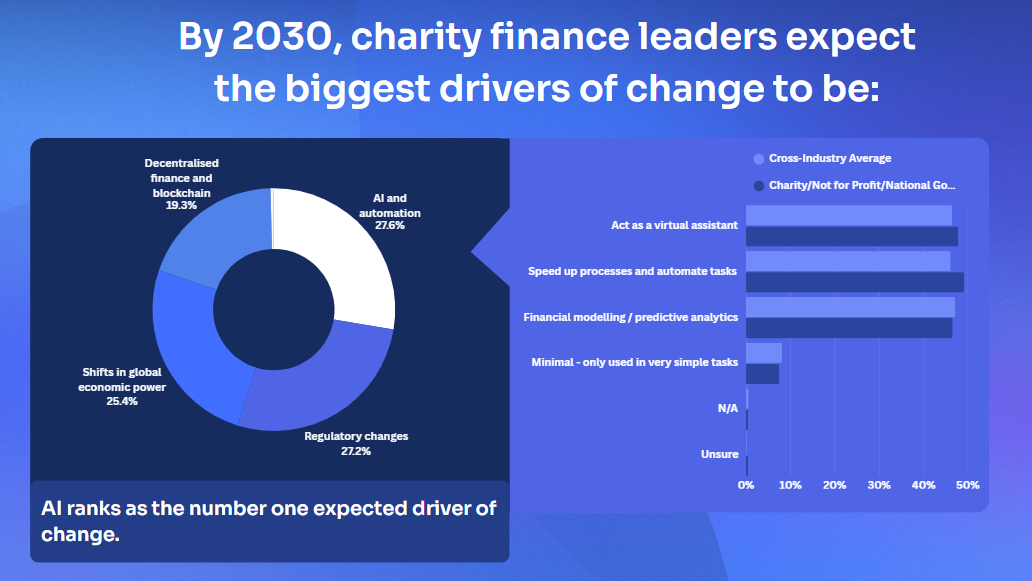 By 2030, charity finance leaders expect
the biggest drivers of change to be:
Decentralised
finance and
blockchain
19.3%
AI and
automation
27.6%
Shifts in global
economic power
25.4%
Regulatory changes
27.2%
AI ranks as the number one expected driver of
change.
Cross-Industry Average
Charity/Not for Profit/National Go...
Act as a virtual assistant
Speed up processes and automate tasks
Financial modelling / predictive analytics
Minimal - only used in very simple tasks
N/A
Unsure
0% 10% 20% 30% 40% 50%